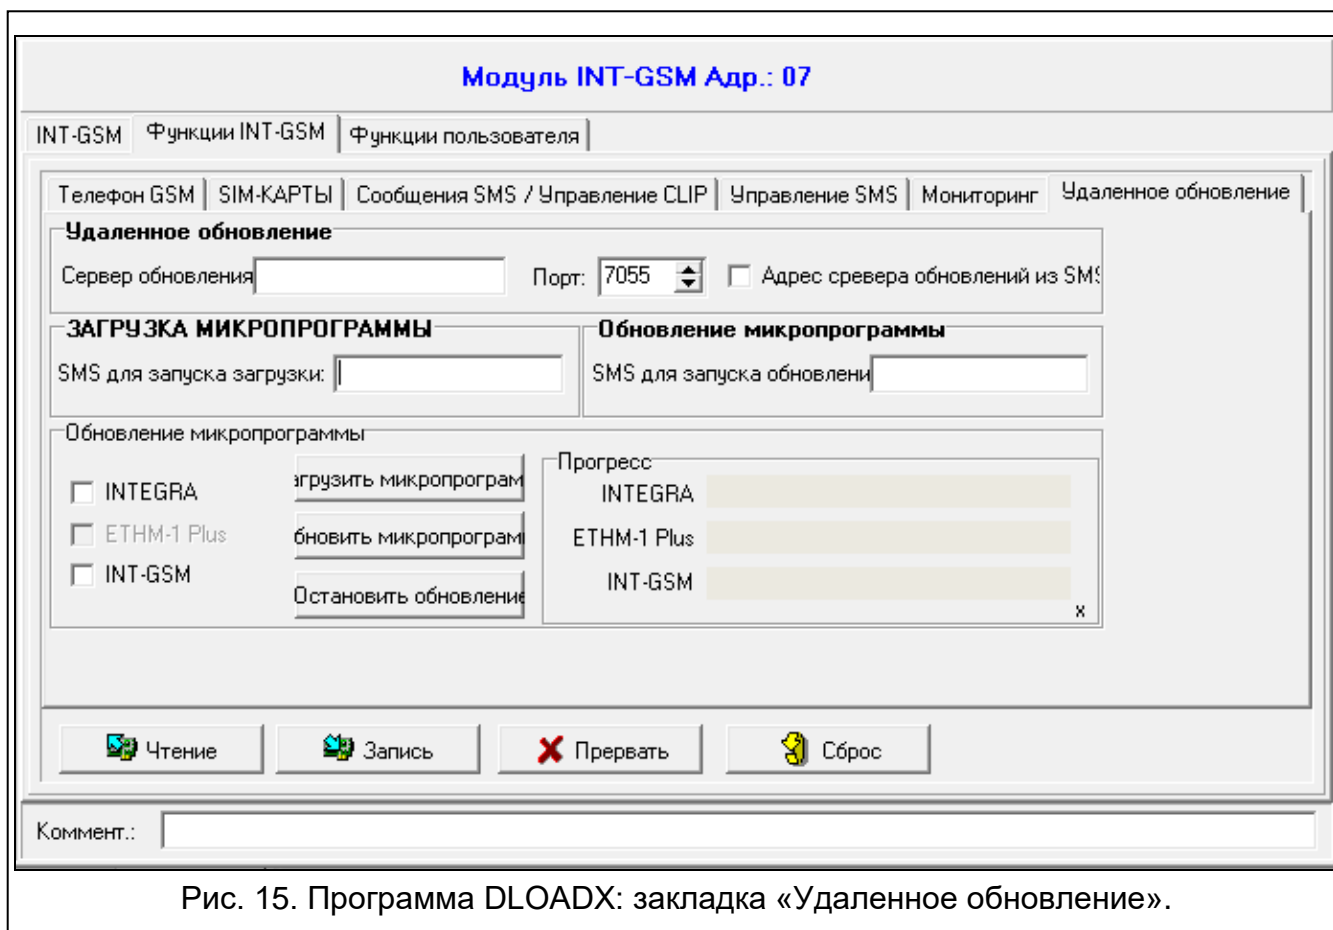 Модуль INT-GSM Адр.: 07
INT-GSM Функции INT-GSM Функции пользователя
Телефон GSM SIM-КАРТЫ Сообщения SMS / Управление CLIP Управление SMS Мониторинг Удаленное обновление
Удаленное обновление
Сервер обновления Порт: 7055 Адрес сревера обновлений из SMS
ЗАГРУЗКА МИКРОПРОГРАММЫ Обновление микропрограммы
SMS для запуска загрузки: SMS для запуска обновлени
Обновление микропрограммы
Прогресс
INTEGRA агрузить микропрограм INTEGRA
ETHM-1 Plus бновить микропрограм ETHM-1 Plus
INT-GSM Остановить обновление INT-GSM
x
Чтение Запись Прервать Сброс
Коммент.:
Рис. 15. Программа DLOADX: закладка «Удаленное обновление».